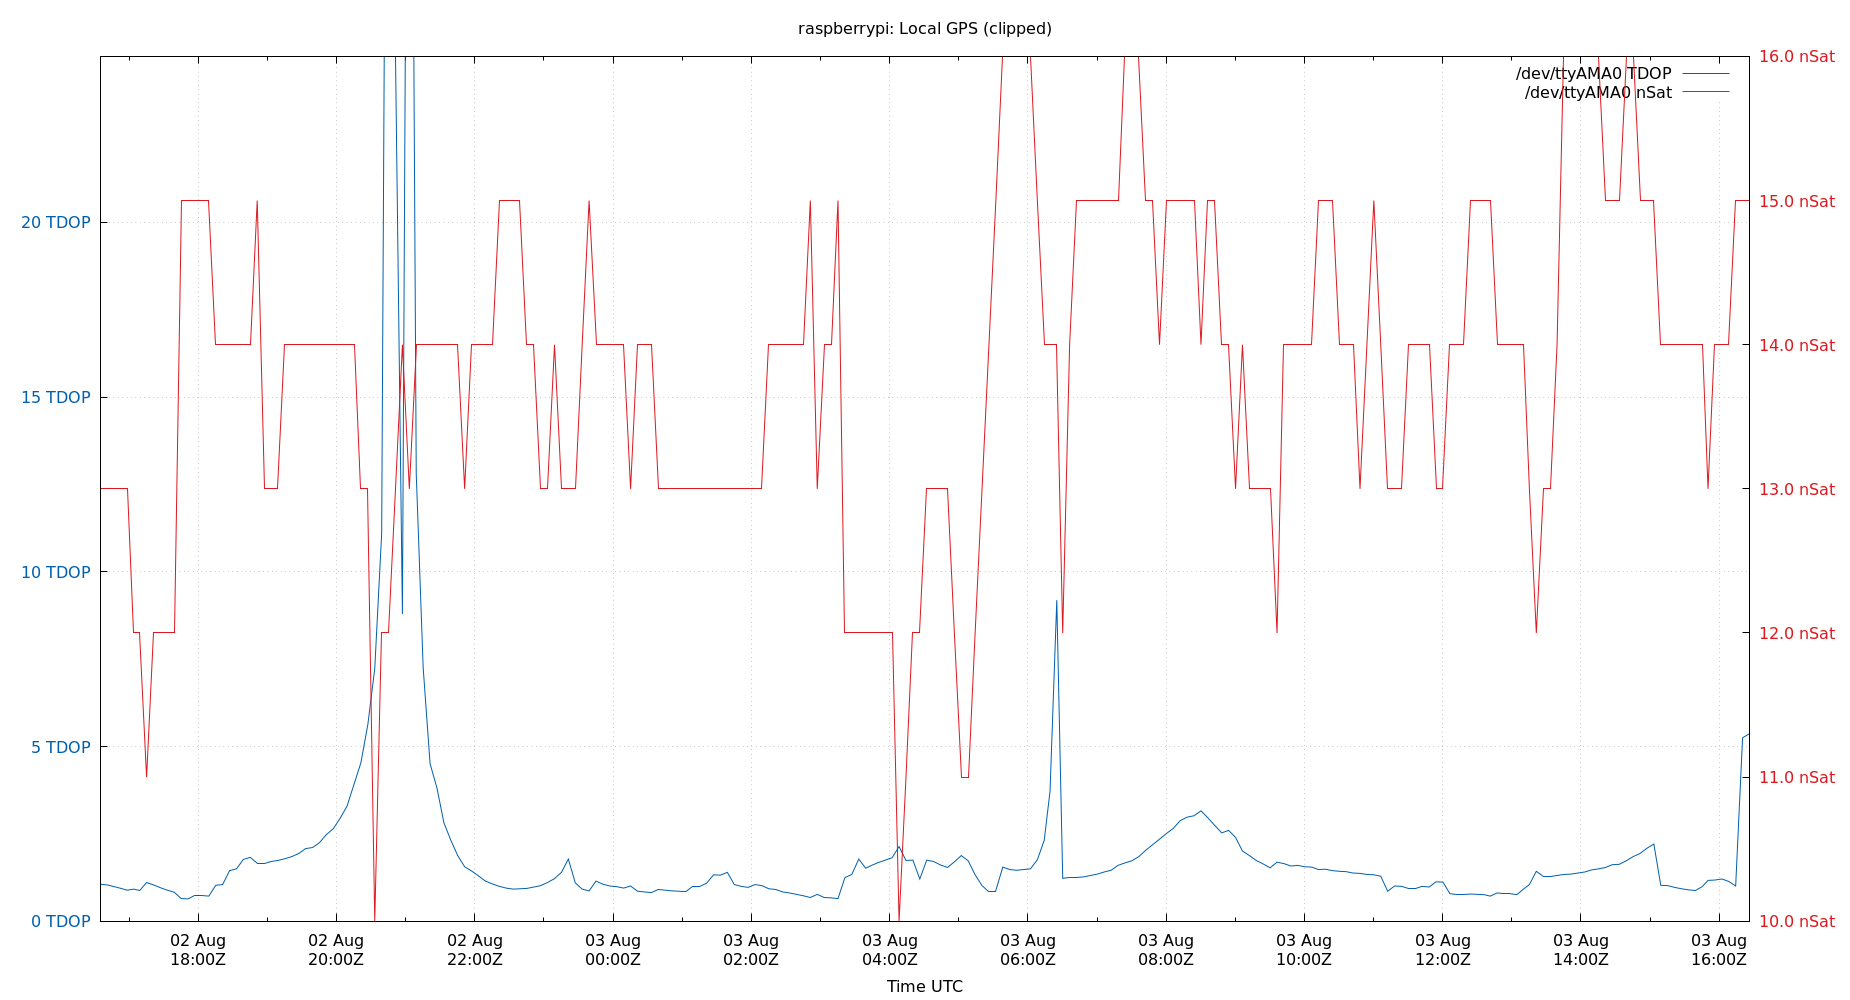 raspberrypi: Local GPS (clipped)
/dev/ttyAMA0 TDOP
/dev/ttyAMA0 nSat
20 TDOP
15 TDOP
10 TDOP
5 TDOP
0 TDOP
16.0 nSat
15.0 nSat
14.0 nSat
13.0 nSat
12.0 nSat
11.0 nSat
10.0 nSat
02 Aug
18:00Z
02 Aug
20:00Z
02 Aug
22:00Z
03 Aug
00:00Z
03 Aug
02:00Z
03 Aug
04:00Z
03 Aug
06:00Z
03 Aug
08:00Z
03 Aug
10:00Z
03 Aug
12:00Z
03 Aug
14:00Z
03 Aug
16:00Z
Time UTC